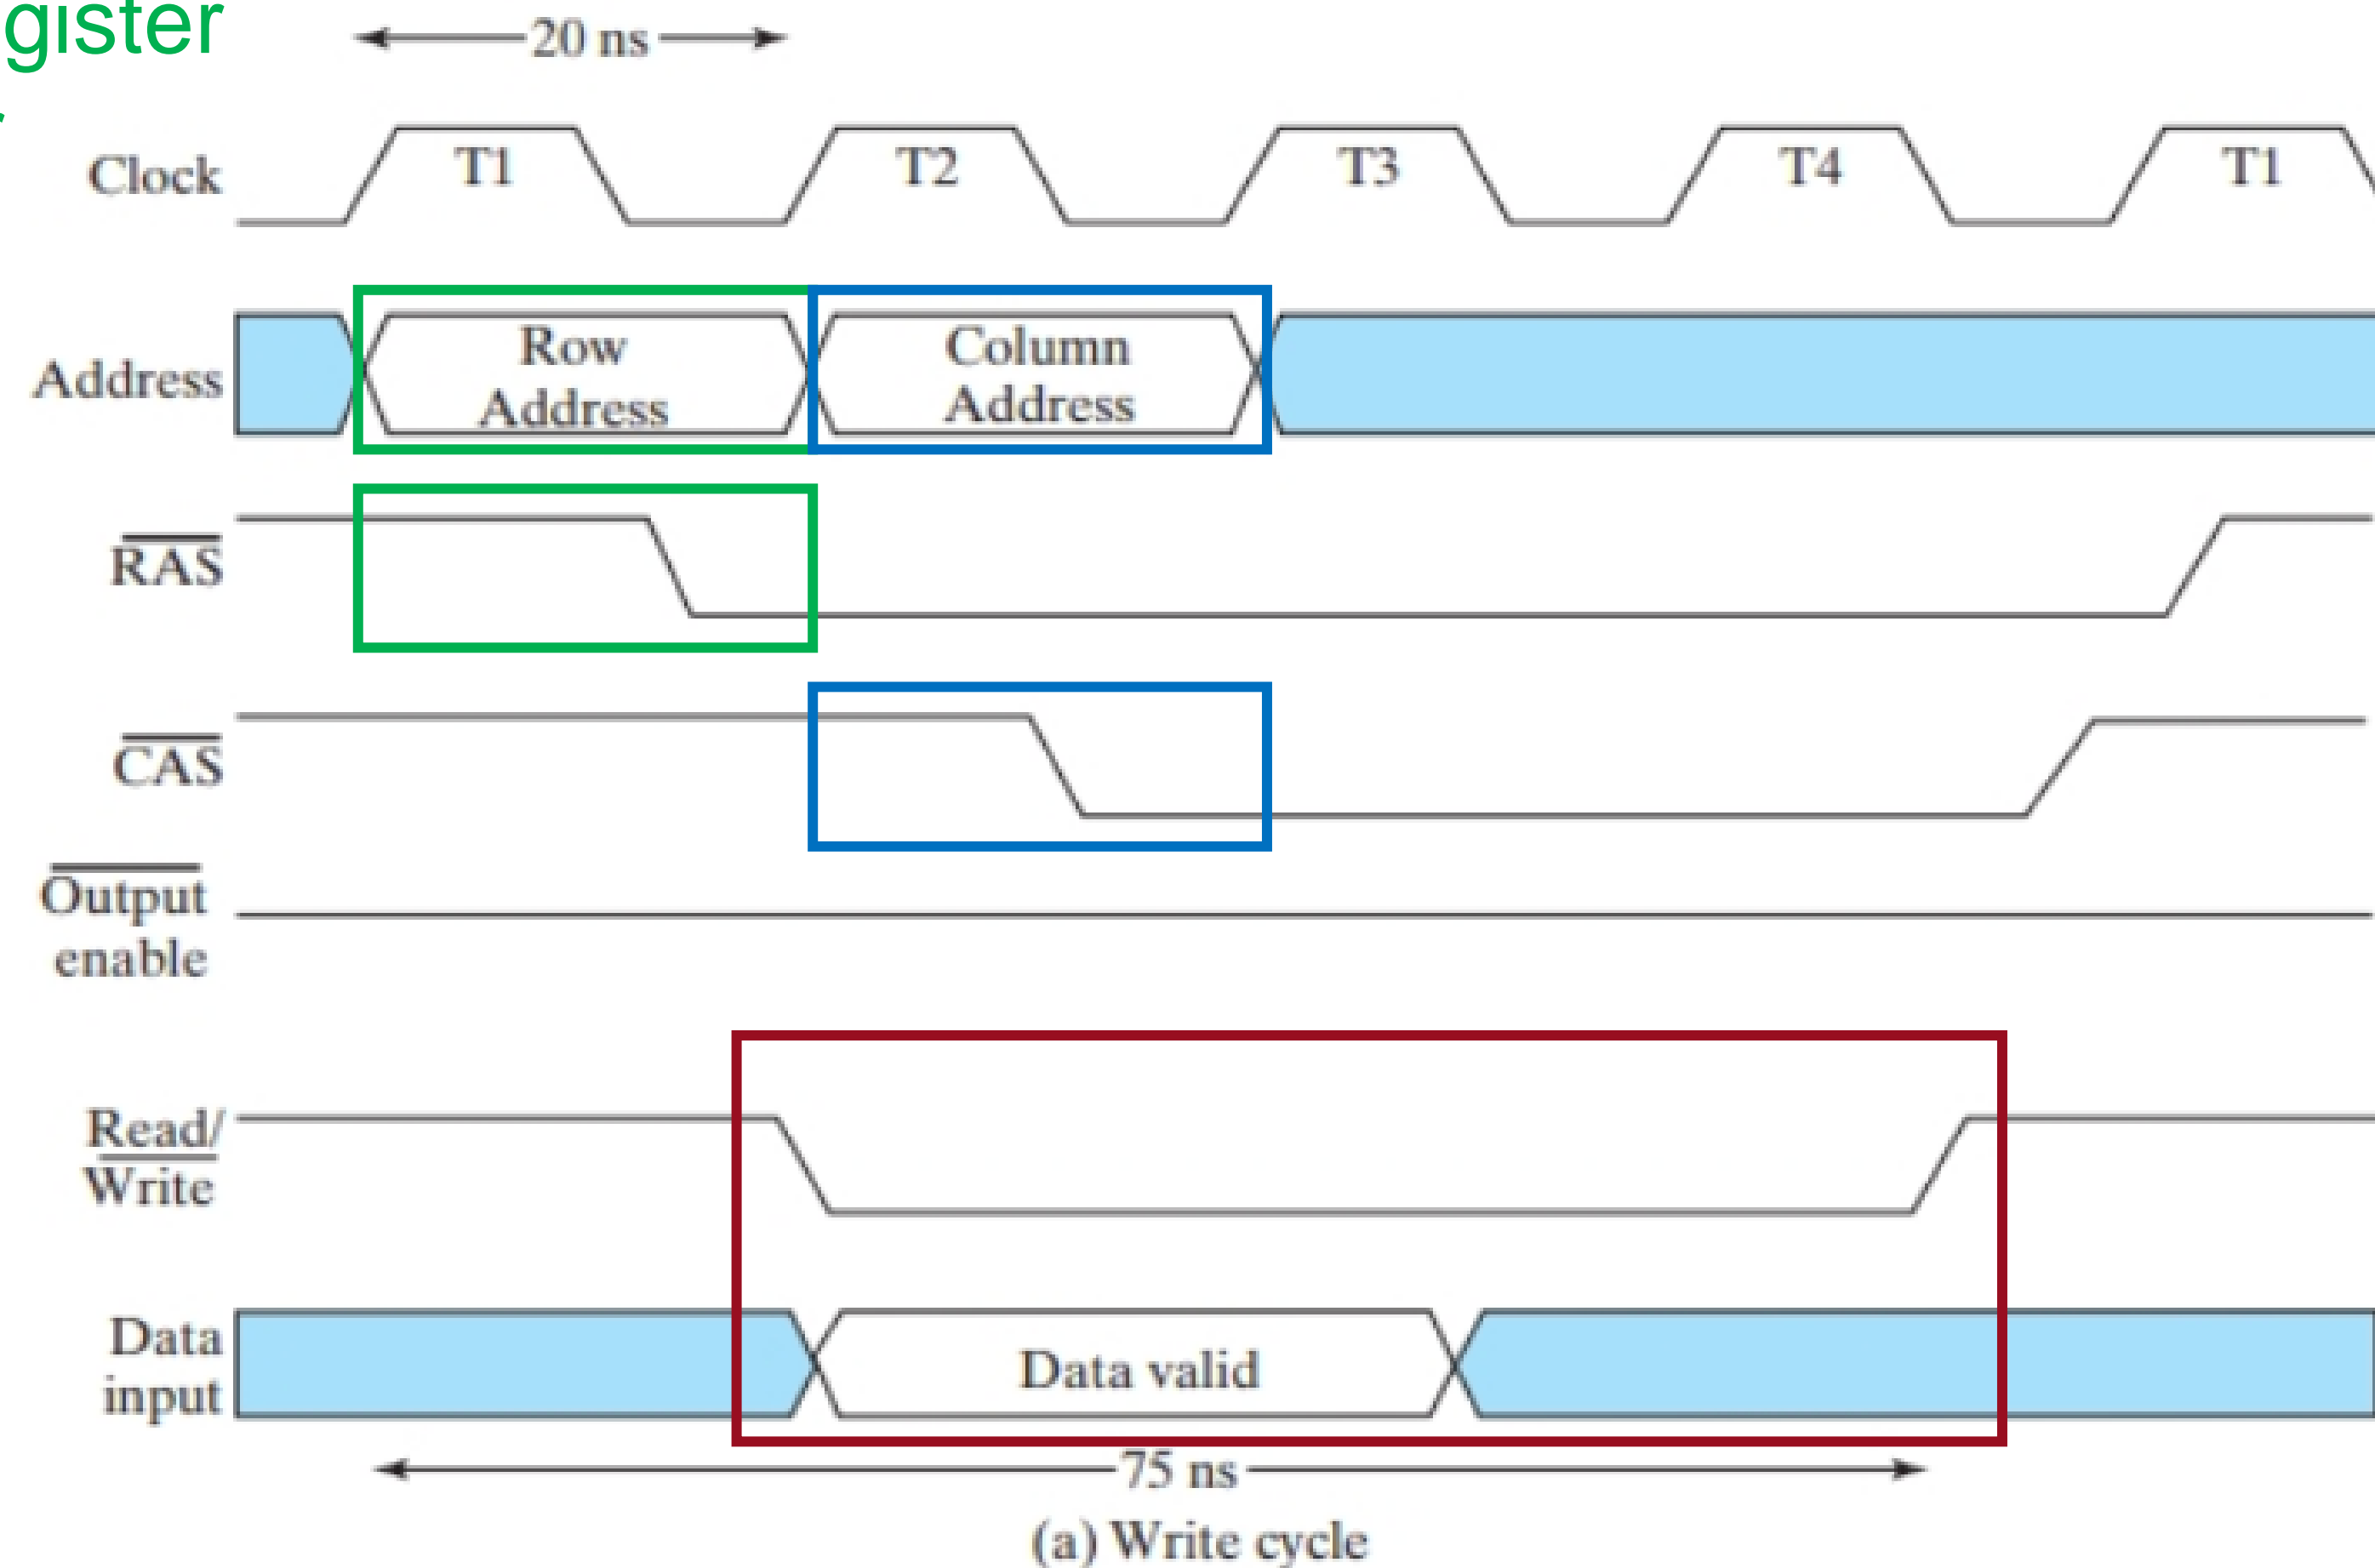 gister
20 ns
Clock
T1 T2 T3 T4 T1
Address
Row
Address
Column
Address
RAS
CAS
Output
enable
Read/
Write
Data
input
Data valid
75 ns
(a) Write cycle